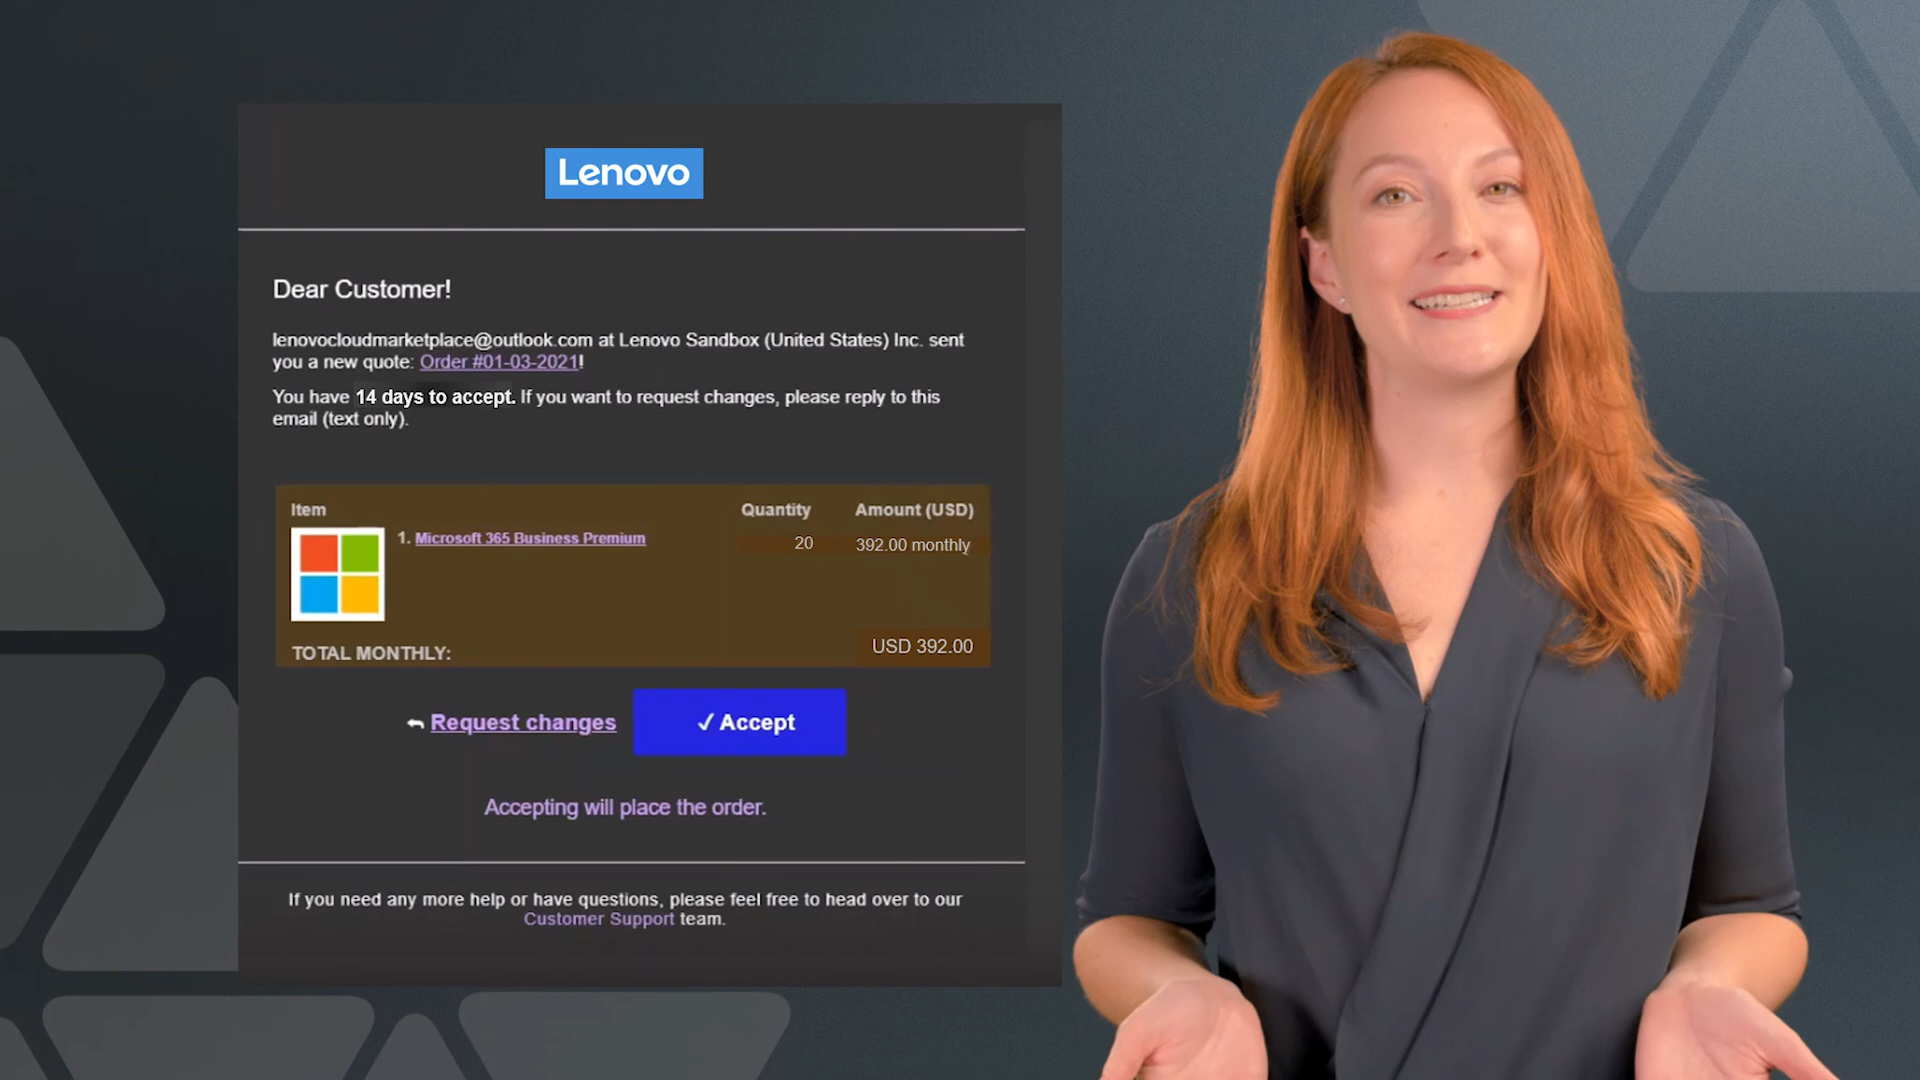 Lenovo
Dear Customer!
lenovocloudmarketplace@outlook.com at Lenovo Sandbox (United States) Inc. sent
you a new quote: Order #01-03-2021!
You have 14 days to accept. If you want to request changes, please reply to this
email (text only).
Item Quantity Amount (USD)
1. Microsoft 365 Business Premium 20 392.00 monthly
TOTAL MONTHLY: USD 392.00
Request changes ✓ Accept
Accepting will place the order.
If you need any more help or have questions, please feel free to head over to our
Customer Support team.